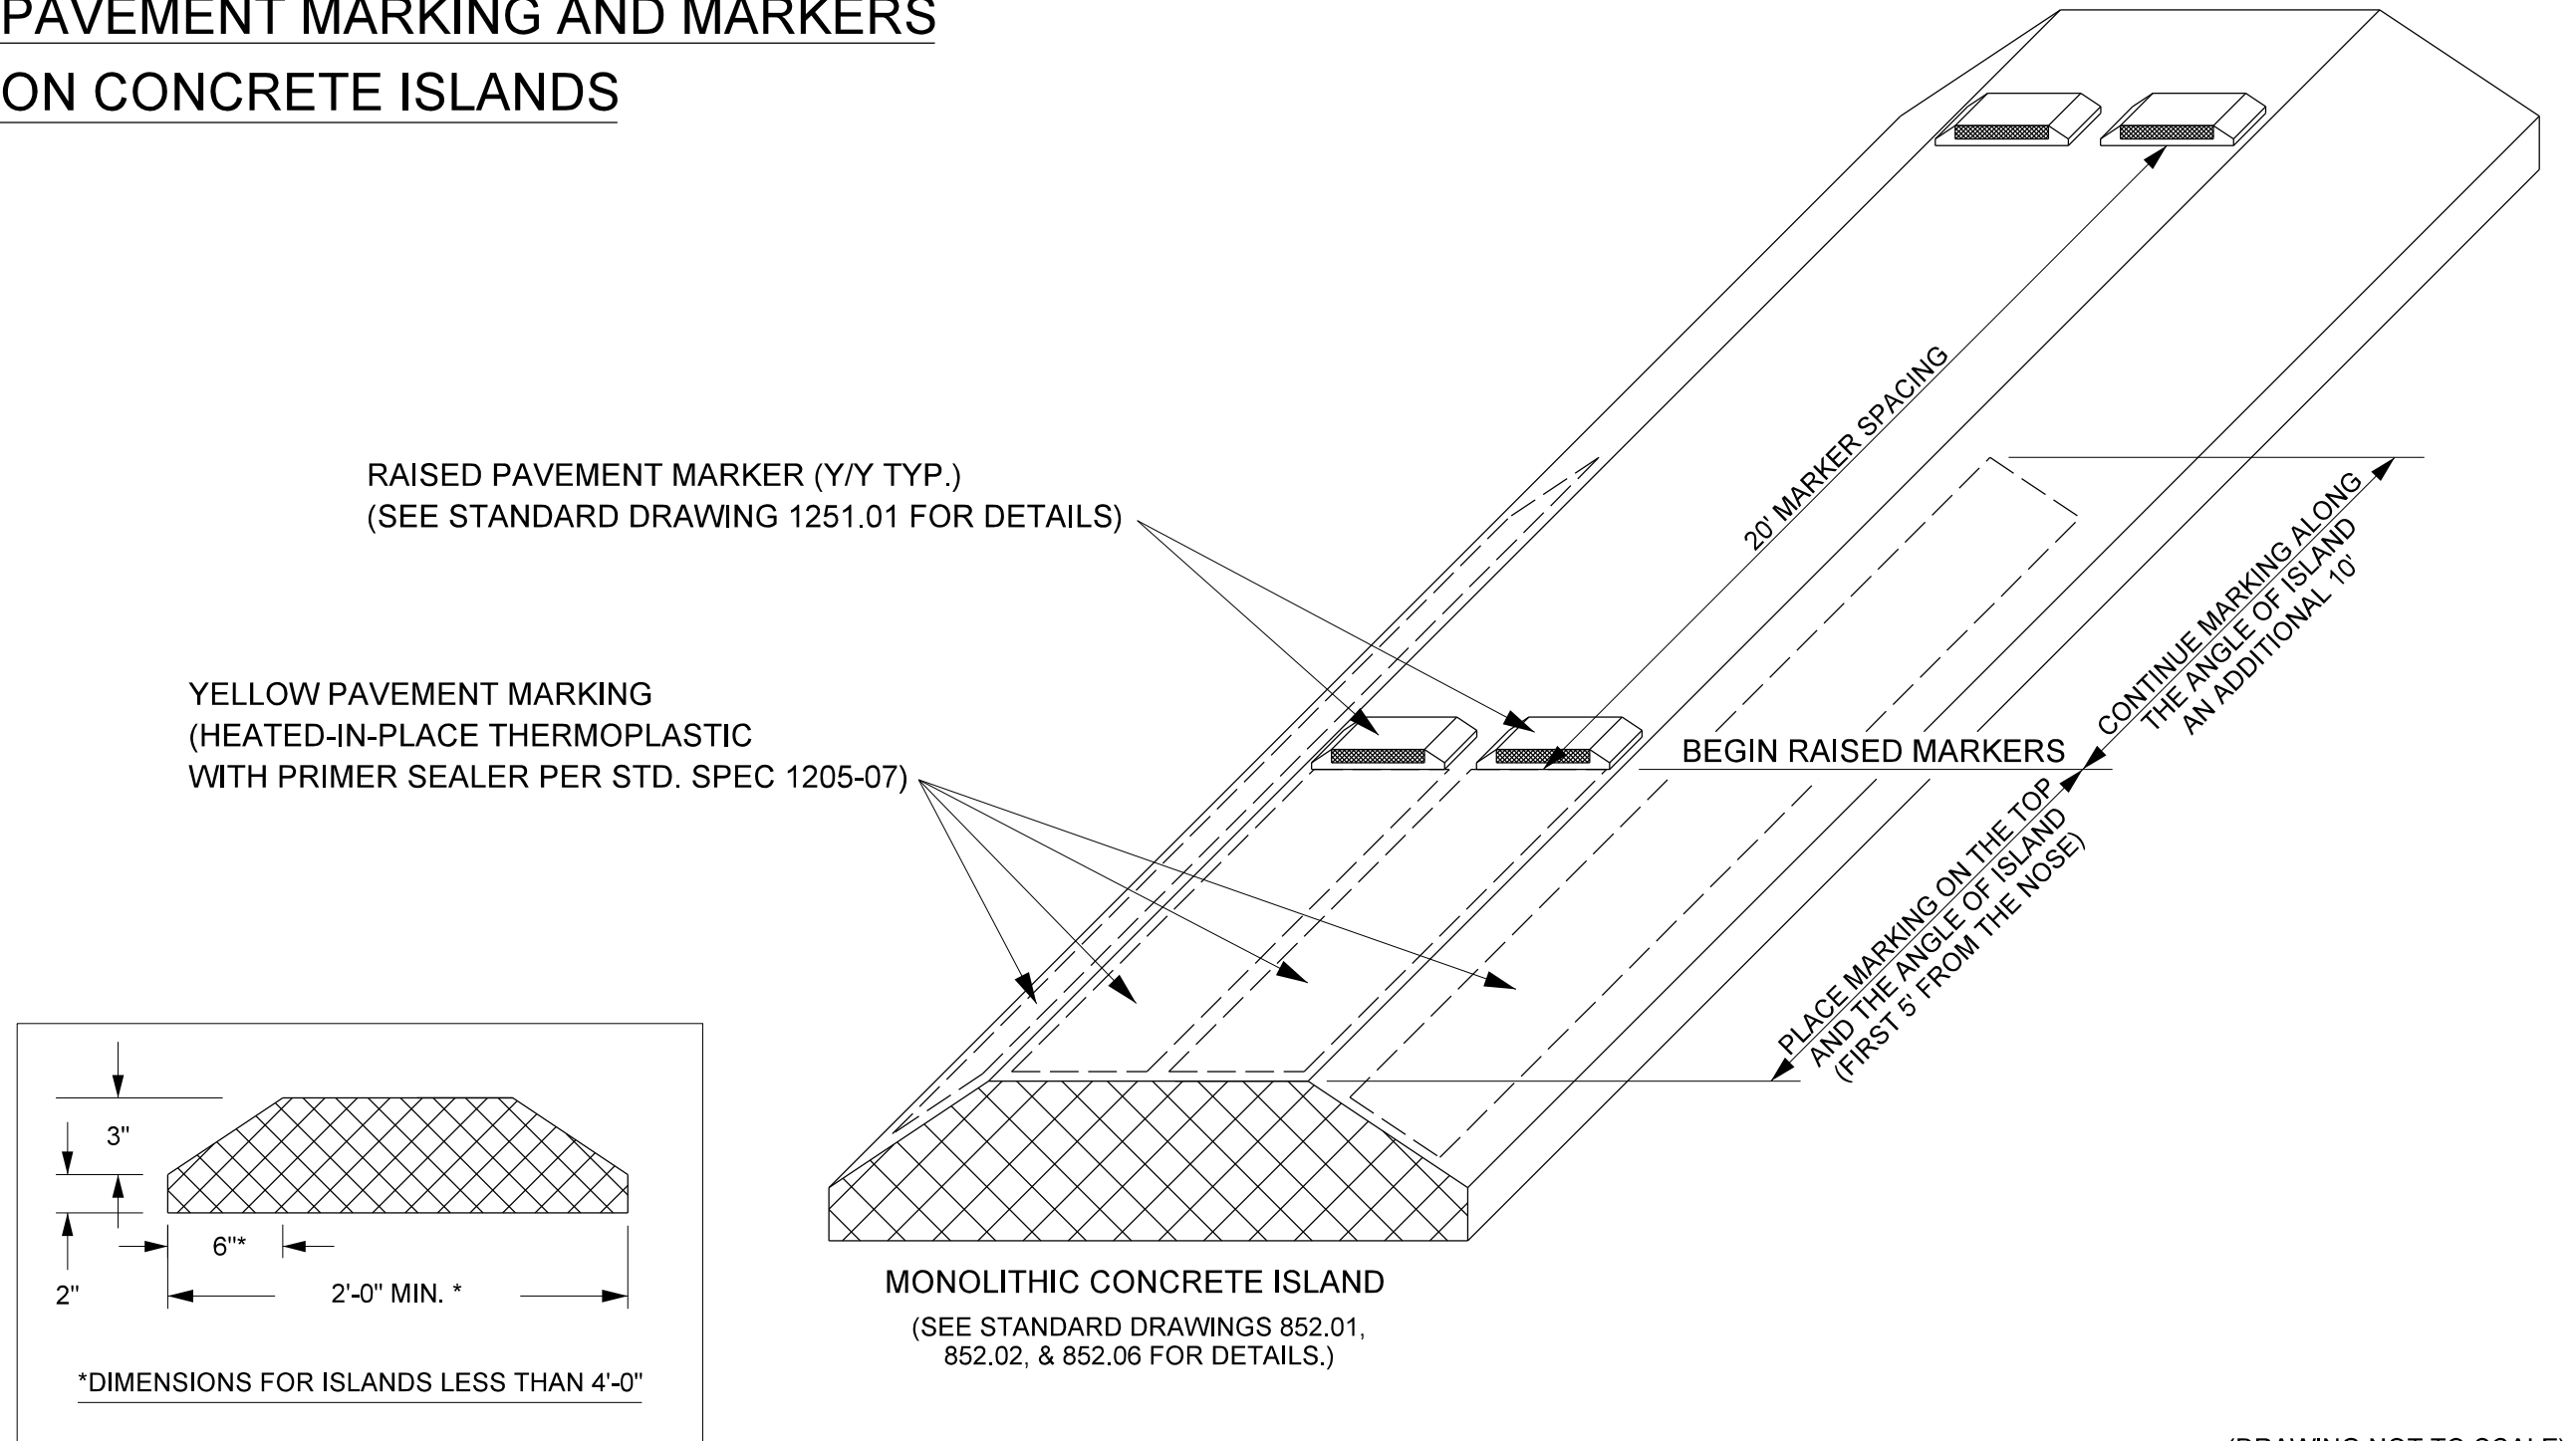 PAVEMENT MARKING AND MARKERS
ON CONCRETE ISLANDS
RAISED PAVEMENT MARKER (Y/Y TYP.)
(SEE STANDARD DRAWING 1251.01 FOR DETAILS)
YELLOW PAVEMENT MARKING
(HEATED-IN-PLACE THERMOPLASTIC
WITH PRIMER SEALER PER STD. SPEC 1205-07)
20' MARKER SPACING
BEGIN RAISED MARKERS
CONTINUE MARKING ALONG
THE ANGLE OF ISLAND
AN ADDITIONAL 10'
PLACE MARKING ON THE TOP
AND THE ANGLE OF ISLAND
(FIRST 5' FROM THE NOSE)
3"
2"
6"*
2'-0" MIN. *
*DIMENSIONS FOR ISLANDS LESS THAN 4'-0"
MONOLITHIC CONCRETE ISLAND
(SEE STANDARD DRAWINGS 852.01,
852.02, & 852.06 FOR DETAILS.)
(DRAWING NOT TO SCALE)